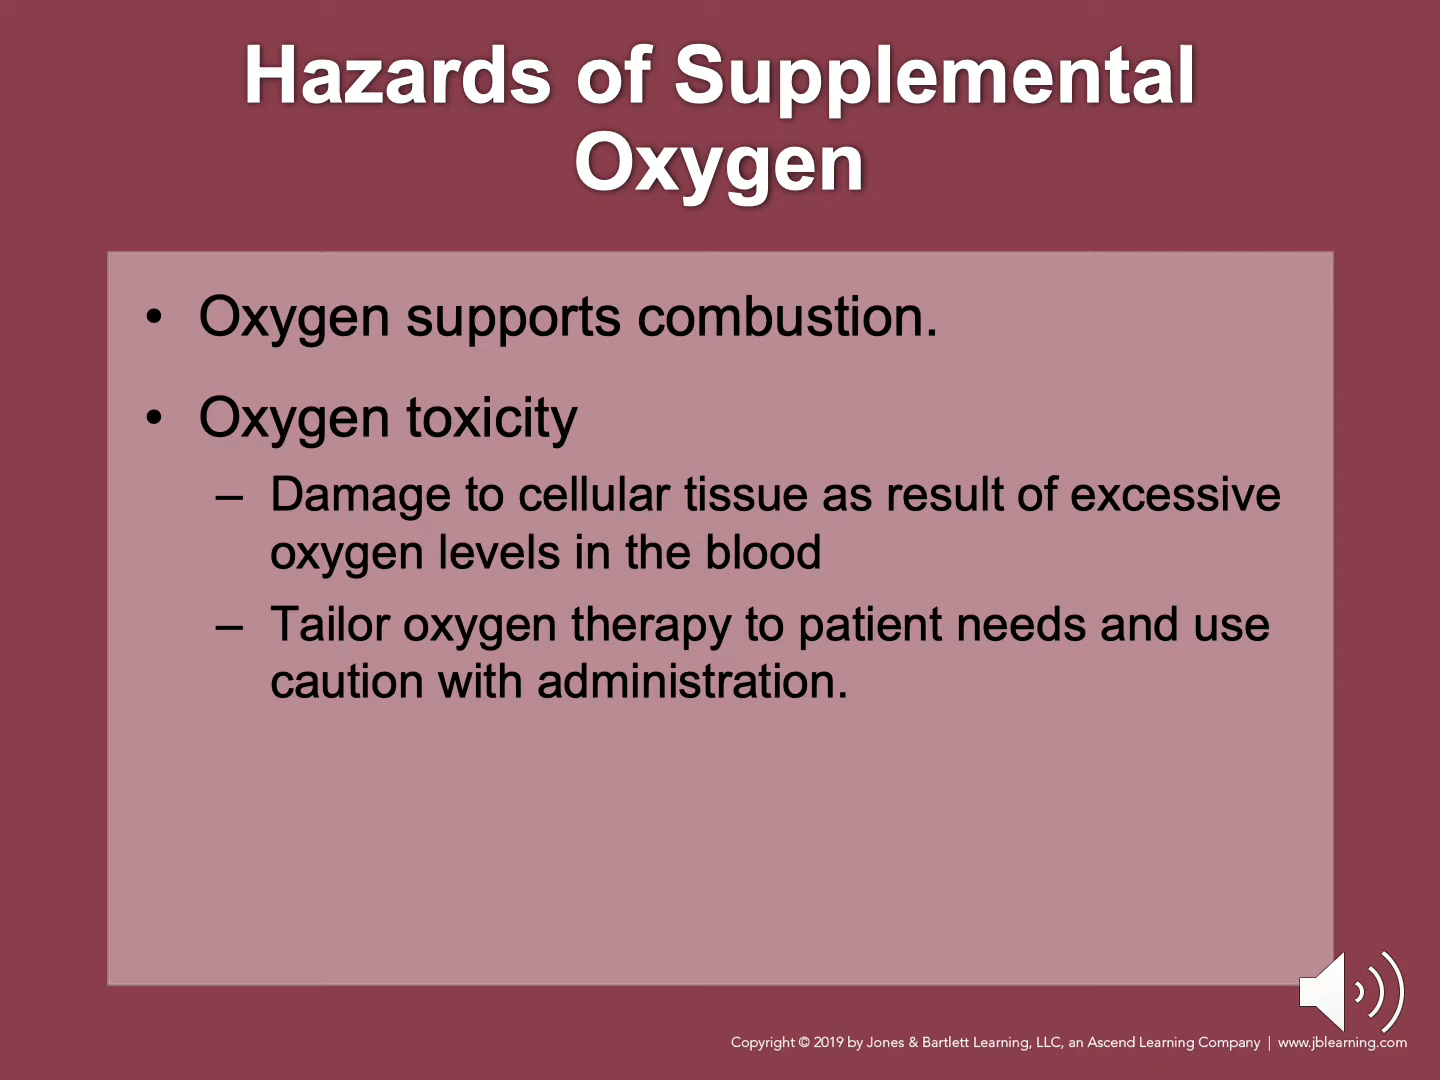 Hazards of Supplemental
Oxygen
• Oxygen supports combustion.
• Oxygen toxicity
– Damage to cellular tissue as result of excessive
oxygen levels in the blood
– Tailor oxygen therapy to patient needs and use
caution with administration.
Copyright © 2019 by Jones & Bartlett Learning, LLC, an Ascend Learning Company | www.jblearning.com